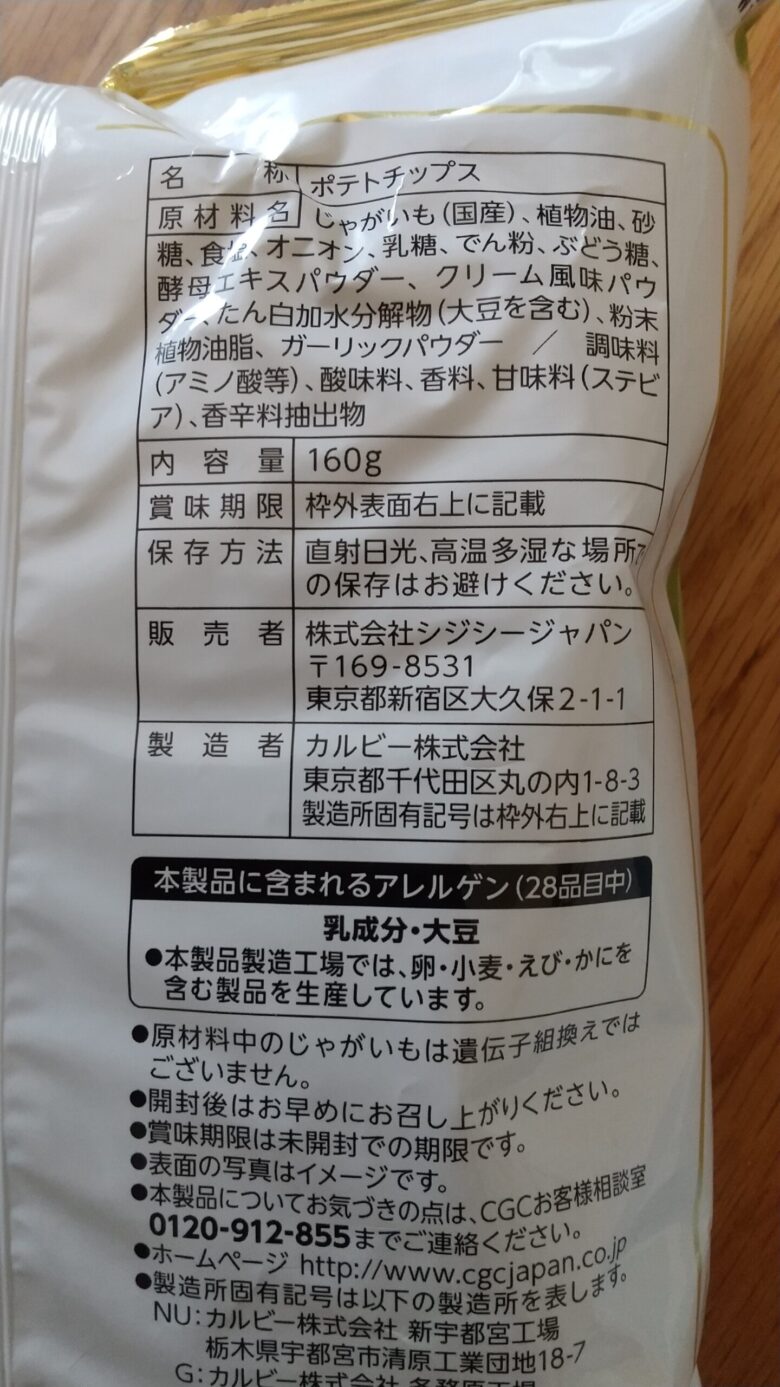 名称 ポテトチップス
原材料名 じゃがいも(国産)、植物油、砂
糖、食塩、オニオン、乳糖、でん粉、ぶどう糖、
酵母エキスパウダー、クリーム風味パウ
ダー、たん白加水分解物(大豆を含む)、粉末
植物油脂、ガーリックパウダー / 調味料
(アミノ酸等)、酸味料、香料、甘味料(ステビ
ア)、香辛料抽出物
内容量 160g
賞味期限 枠外表面右上に記載
保存方法 直射日光、高温多湿な場所で
の保存はお避けください。
販売者 株式会社シジシージャパン
〒169-8531
東京都新宿区大久保2-1-1
製造者 カルビー株式会社
東京都千代田区丸の内1-8-3
製造所固有記号は枠外右上に記載
本製品に含まれるアレルゲン(28品目中)
乳成分・大豆
●本製品製造工場では、卵・小麦・えび・かにを
含む製品を生産しています。
●原材料中のじゃがいもは遺伝子組換えでは
ございません。
●開封後はお早めにお召し上がりください。
●賞味期限は未開封での期限です。
●表面の写真はイメージです。
●本製品についてお気づきの点は、CGCお客様相談室
0120-912-855までご連絡ください。
●ホームページ http://www.cgcjapan.co.jp
●製造所固有記号は以下の製造所を表します。
NU:カルビー株式会社 新宇都宮工場
栃木県宇都宮市清原工業団地18-7
G:カルビー株式会社 各務原工場